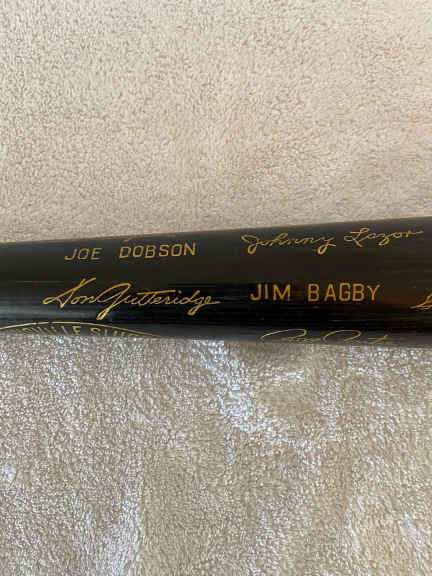 JOE DOBSON
Johnny Lazor
Don Gutteridge
JIM BAGBY